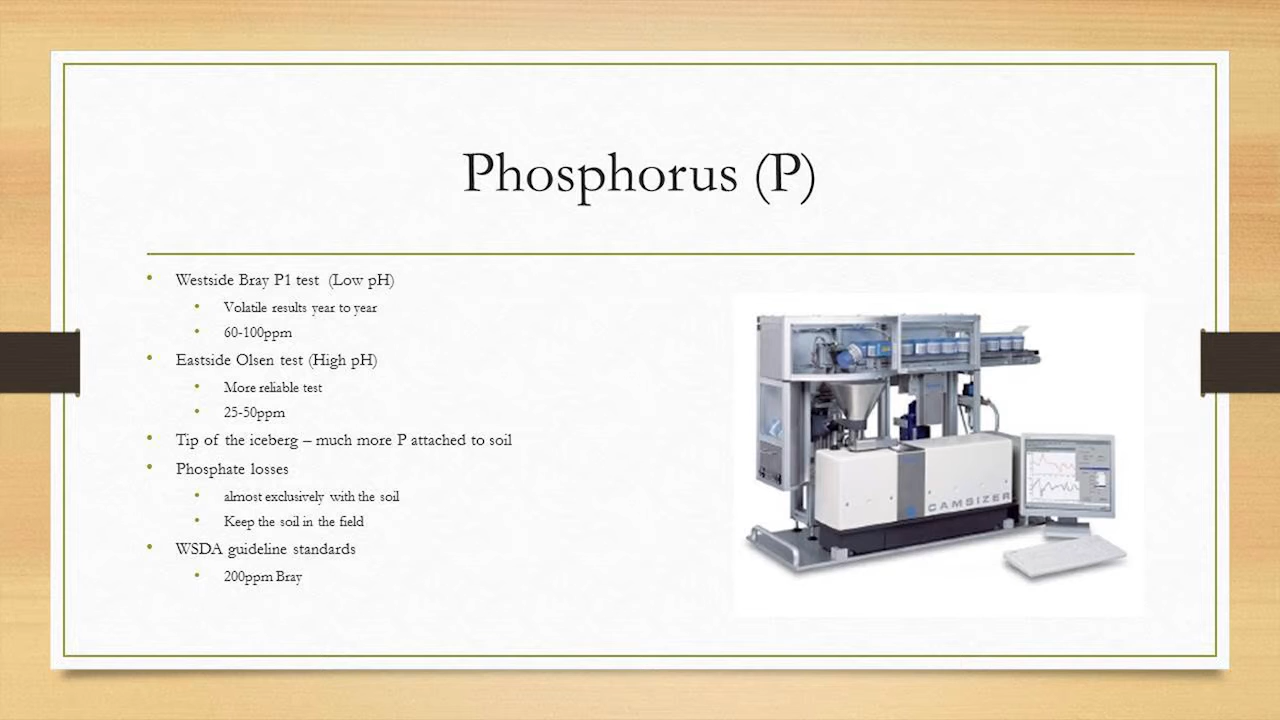 Phosphorus (P)
• Westside Bray P1 test (Low pH)
• Volatile results year to year
• 60-100ppm
• Eastside Olsen test (High pH)
• More reliable test
• 25-50ppm
• Tip of the iceberg – much more P attached to soil
• Phosphate losses
• almost exclusively with the soil
• Keep the soil in the field
• WSDA guideline standards
• 200ppm Bray
CAMSIZER